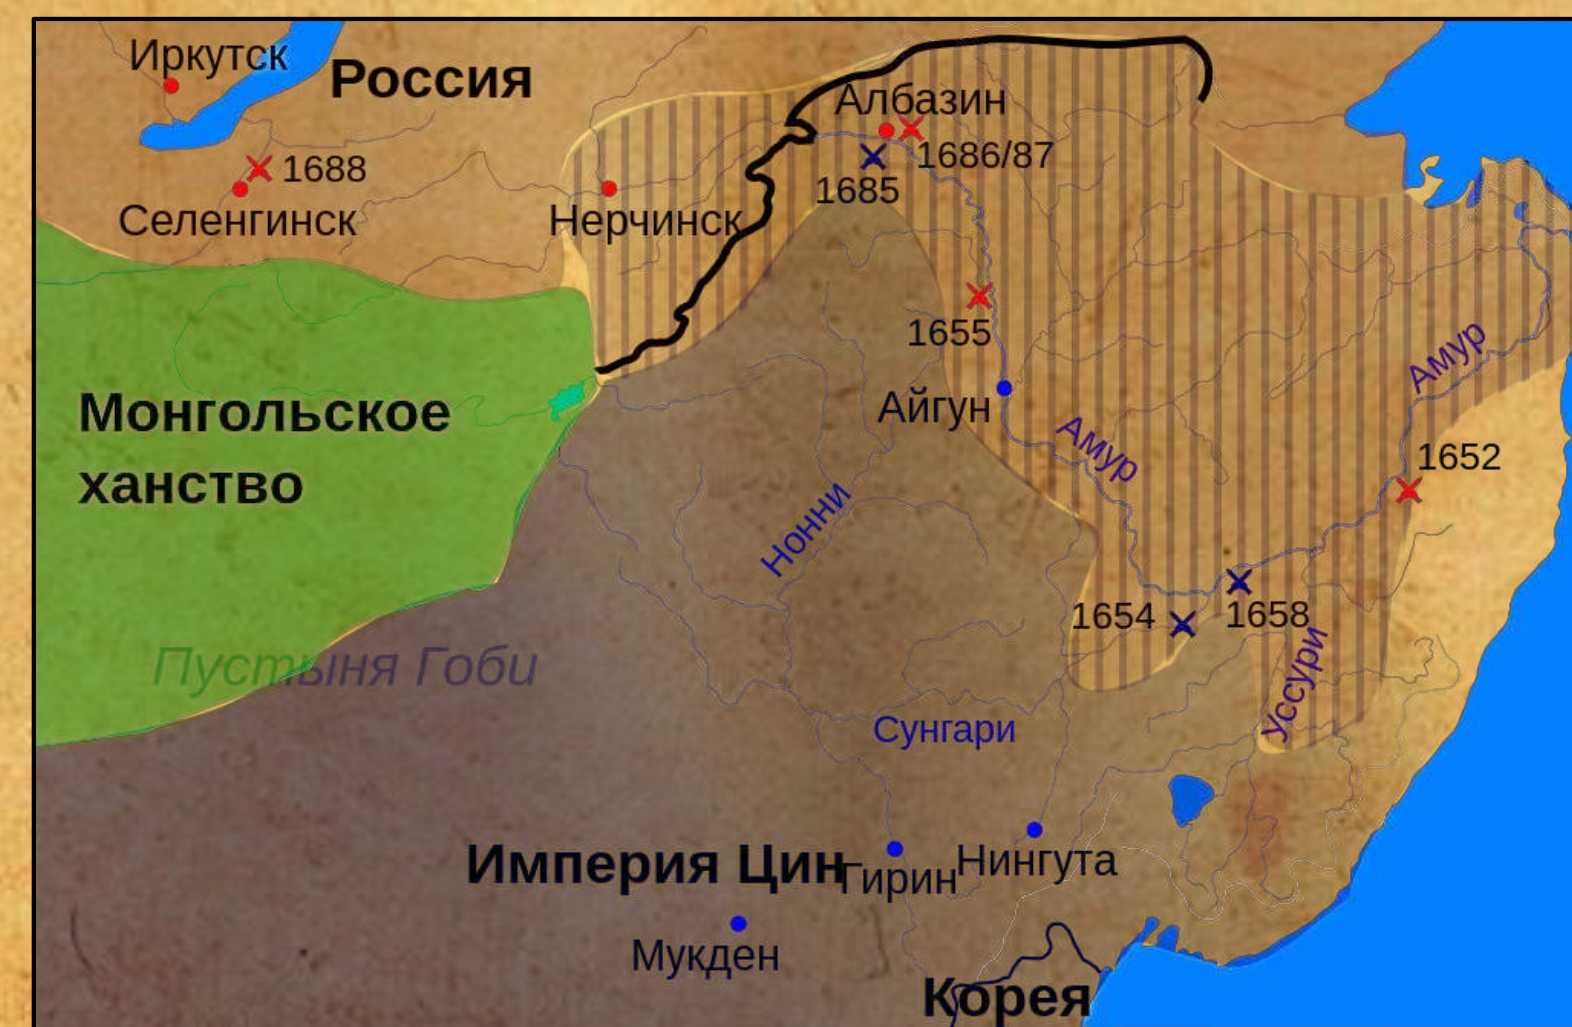 Иркутск
Россия
Албазин
1686/87
1688
1685
Селенгинск
Нерчинск
1655
Амур
Айгун
Монгольское
ханство
Амур
1652
Нонни
1654
1658
Пустыня Гоби
Уссури
Сунгари
Империя Цин
Гирин
Нингута
Мукден
Корея